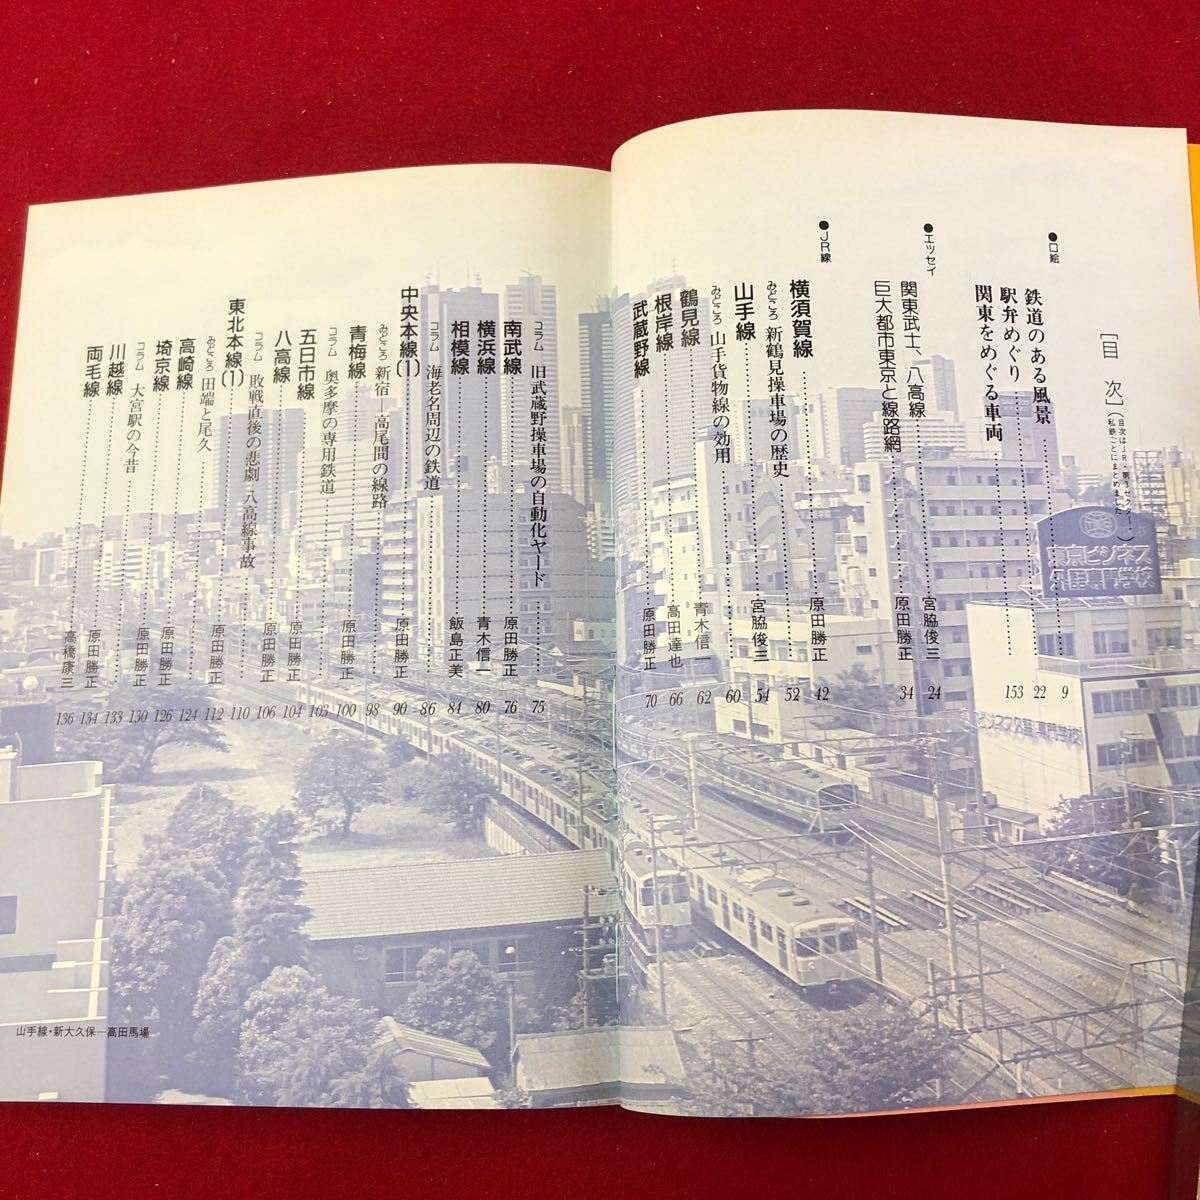 ［目　次］（目次はJR・第3セクター・私鉄ごとにまとめました）
●口絵
鉄道のある風景……9
駅弁めぐり……22
関東をめぐる車両……153
●エッセイ
関東武士、八高線……宮脇俊三 24
巨大都市東京と線路網……原田勝正 34
●JR線
横須賀線……原田勝正 42
みどころ 新鶴見操車場の歴史……52
山手線……宮脇俊三 54
みどころ 山手貨物線の効用……60
鶴見線……青木信一 62
根岸線……高田達也 66
武蔵野線……原田勝正 70
コラム 旧武蔵野操車場の自動化ヤード……75
南武線……原田勝正 76
横浜線……青木信一 80
相模線……飯島正美 84
コラム 海老名周辺の鉄道……86
中央本線(1)……原田勝正 90
みどころ 新宿—高尾間の線路……98
青梅線……原田勝正 100
コラム 奥多摩の専用鉄道……103
五日市線……原田勝正 104
八高線……原田勝正 106
コラム 敗戦直後の悲劇・八高線事故……110
東北本線(1)……原田勝正 112
みどころ 田端と尾久……124
高崎線……原田勝正 126
埼京線……原田勝正 130
コラム 大宮駅の今昔……133
川越線……原田勝正 134
両毛線……高橋康三 136
東京ビジネス
ビジネス
山手線・新大久保—高田馬場